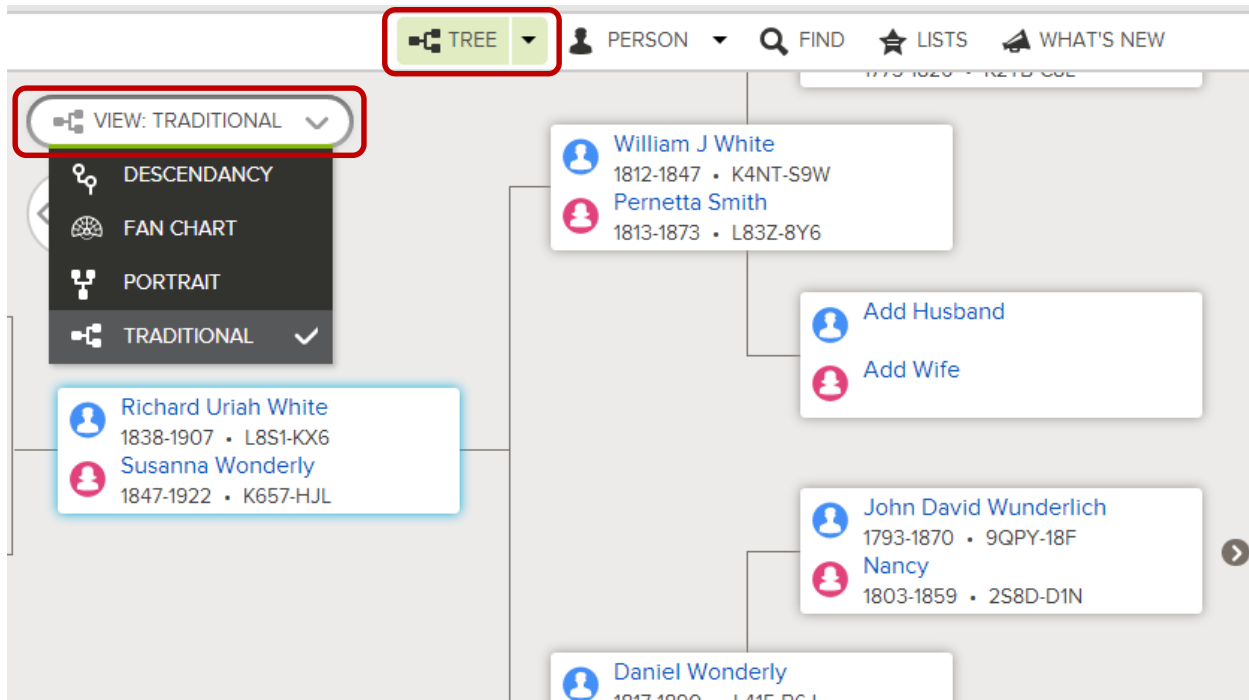 TREE PERSON FIND LISTS WHAT'S NEW
VIEW: TRADITIONAL
DESCENDANCY
FAN CHART
PORTRAIT
TRADITIONAL
William J White
1812-1847 • K4NT-S9W
Pernetta Smith
1813-1873 • L83Z-8Y6
Add Husband
Add Wife
Richard Uriah White
1838-1907 • L8S1-KX6
Susanna Wonderly
1847-1922 • K657-HJL
John David Wunderlich
1793-1870 • 9QPY-18F
Nancy
1803-1859 • 2S8D-D1N
Daniel Wonderly